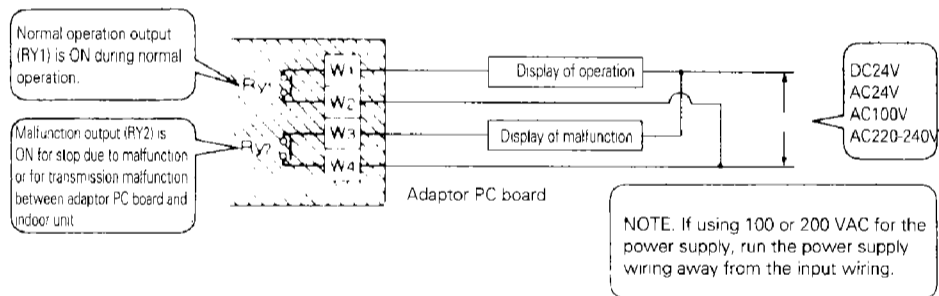 Normal operation output
(RY1) is ON during normal
operation.
RY1
W1
W2
W3
W4
RY2
Malfunction output (RY2) is
ON for stop due to malfunction
or for transmission malfunction
between adaptor PC board and
indoor unit
Display of operation
Display of malfunction
Adaptor PC board
DC24V
AC24V
AC100V
AC220-240V
NOTE. If using 100 or 200 VAC for the
power supply, run the power supply
wiring away from the input wiring.